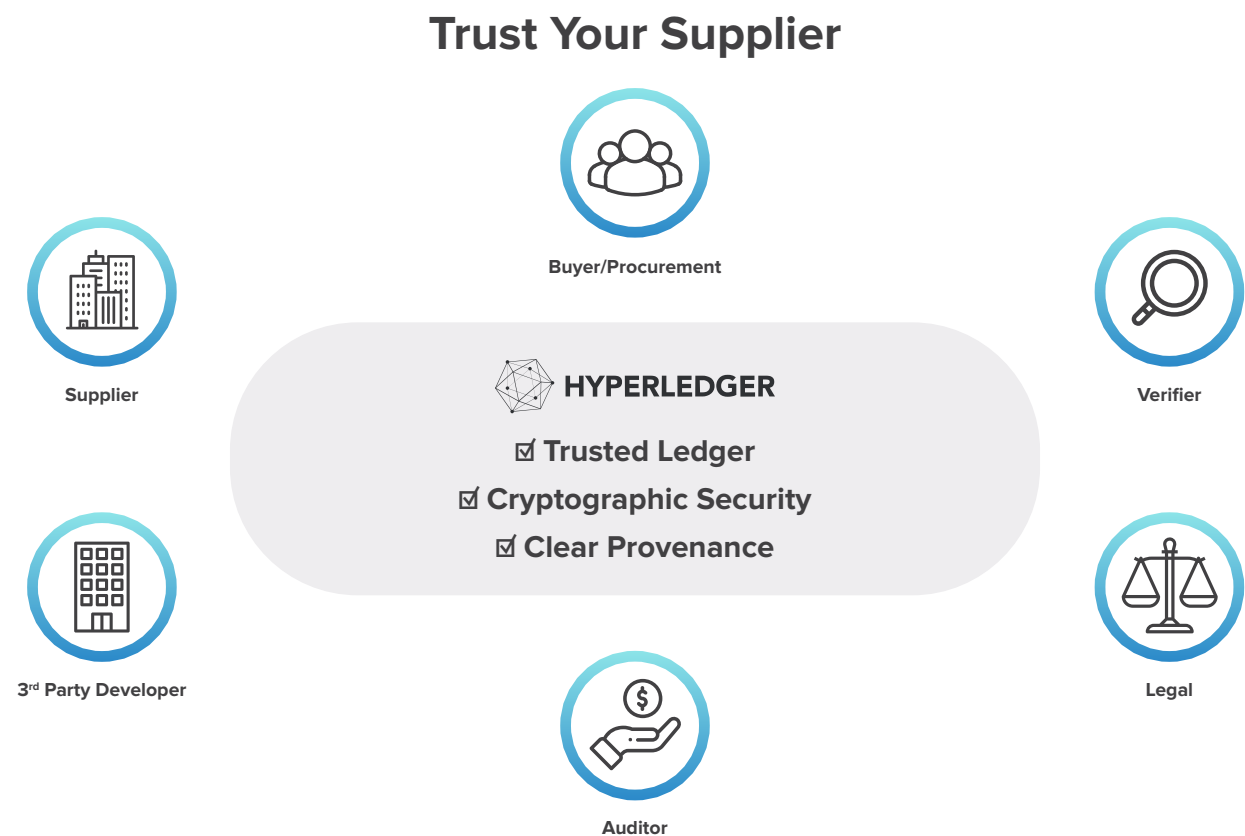 Trust Your Supplier
Buyer/Procurement
Supplier
Verifier
HYPERLEDGER
☑ Trusted Ledger
☑ Cryptographic Security
☑ Clear Provenance
3rd Party Developer
Legal
$
Auditor